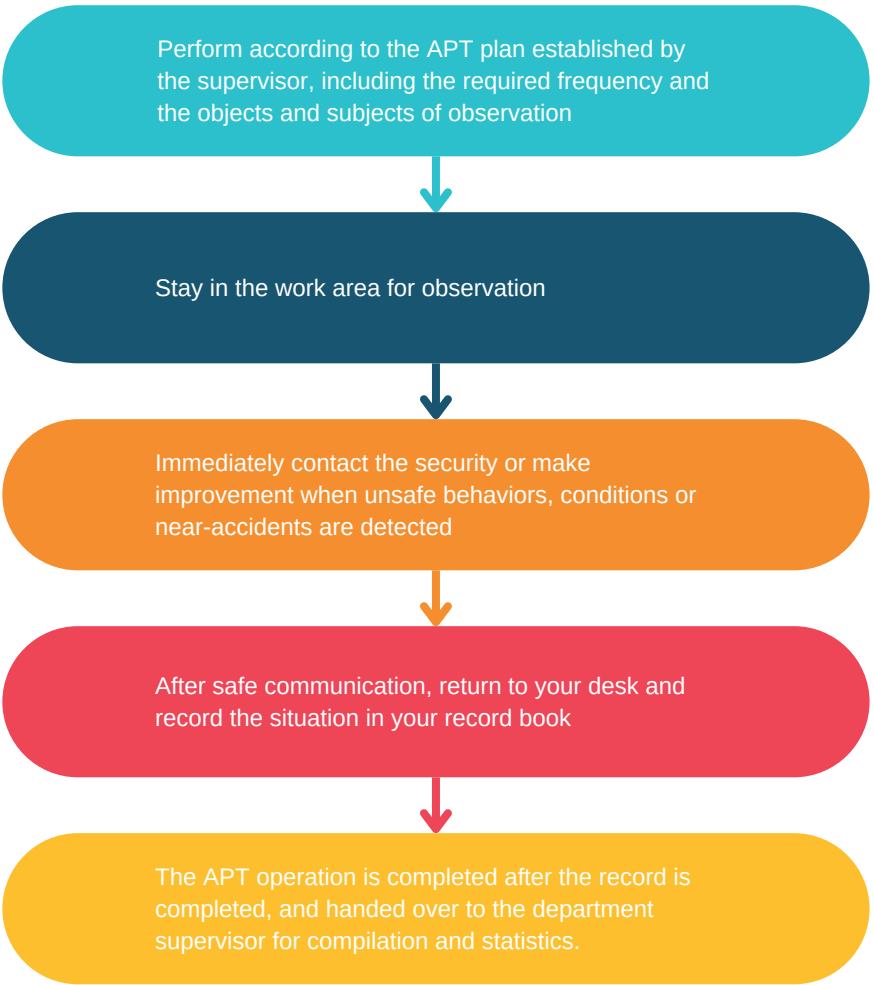 Perform according to the APT plan established by
the supervisor, including the required frequency and
the objects and subjects of observation
Stay in the work area for observation
Immediately contact the security or make
improvement when unsafe behaviors, conditions or
near-accidents are detected
After safe communication, return to your desk and
record the situation in your record book
The APT operation is completed after the record is
completed, and handed over to the department
supervisor for compilation and statistics.